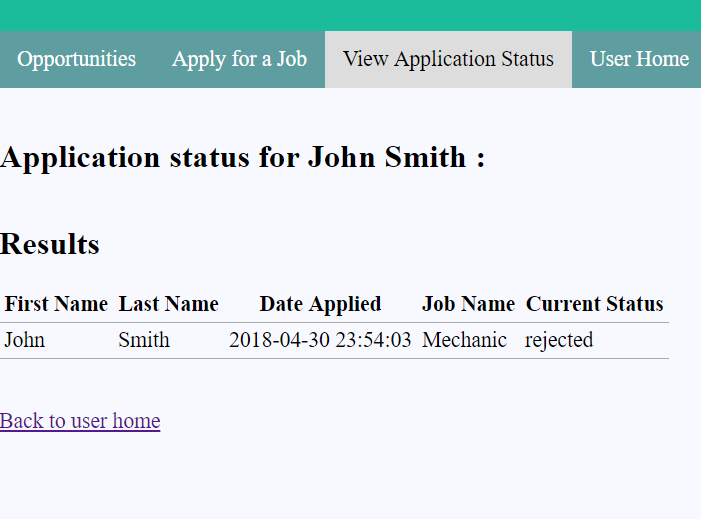 Opportunities Apply for a Job View Application Status User Home
Application status for John Smith :
Results
First Name Last Name Date Applied Job Name Current Status
John Smith 2018-04-30 23:54:03 Mechanic rejected
Back to user home